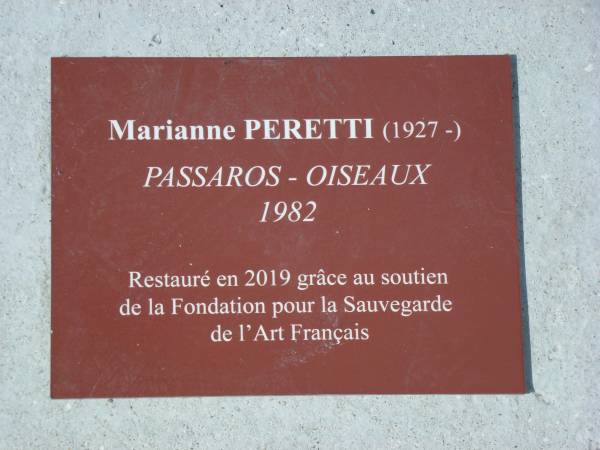 Marianne PERETTI (1927 -)
PASSAROS - OISEAUX
1982
Restauré en 2019 grâce au soutien
de la Fondation pour la Sauvegarde
de l'Art Français